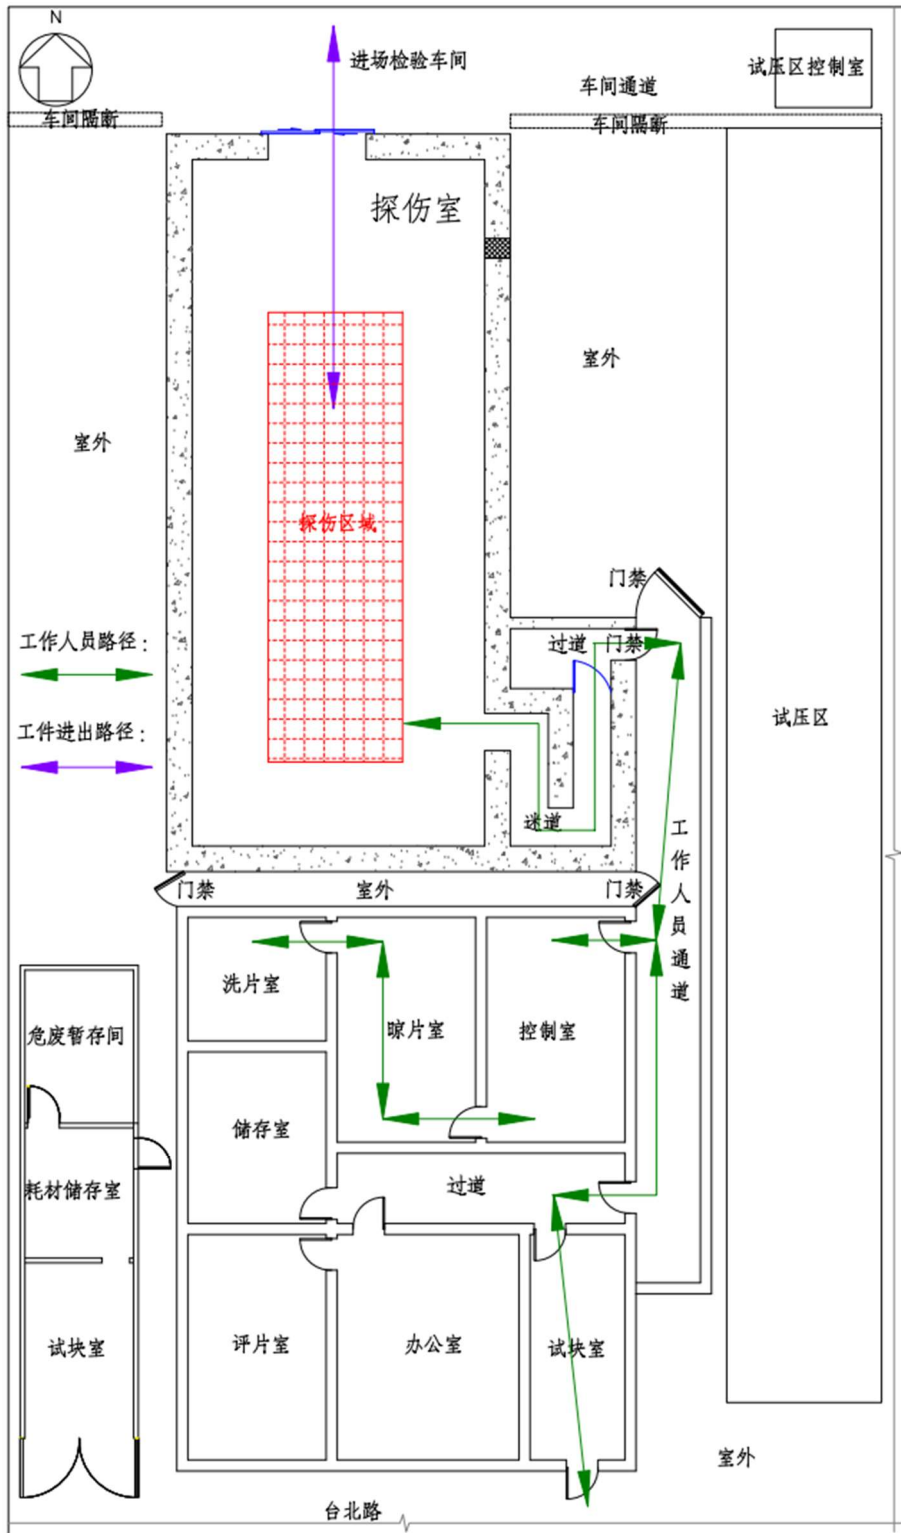 N
进场检验车间
试压区控制室
车间通道
车间隔断
车间隔断
探伤室
室外
室外
探伤区域
门禁
工作人员路径：
过道
门禁
试压区
工件进出路径：
迷道
工作人员通道
门禁
室外
门禁
洗片室
晾片室
控制室
危废暂存间
储存室
过道
耗材储存室
试块室
评片室
办公室
试块室
室外
台北路